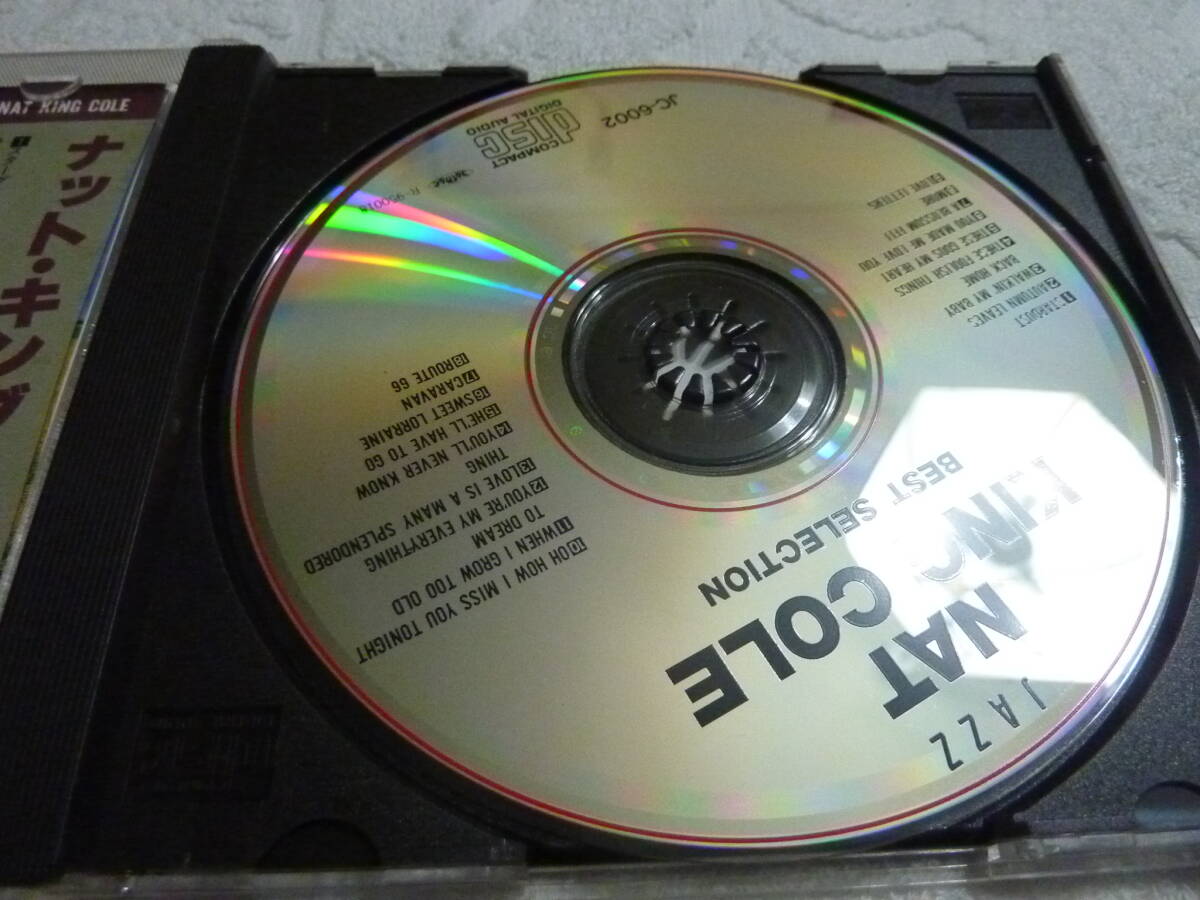 NAT KING COLE
ナット・キング
JAZZ
NAT
KING COLE
BEST SELECTION
1 STARDUST
2 AUTUMN LEAVES
3 WALKIN' MY BABY
BACK HOME
4 THESE FOOLISH THINGS
5 THERE GOES MY HEART
6 YOU MADE ME LOVE YOU
7 A BLOSSOM FELL
8 MORE
9 LOVE LETTERS
10 OH HOW I MISS YOU TONIGHT
11 WHEN I GROW TOO OLD
TO DREAM
12 YOU'RE MY EVERYTHING
13 LOVE IS A MANY SPLENDORED
THING
14 YOU'LL NEVER KNOW
15 HE'LL HAVE TO GO
16 SWEET LORRAINE
17 CARAVAN
18 ROUTE 66
JC-6002
COMPACT
disc
DIGITAL AUDIO